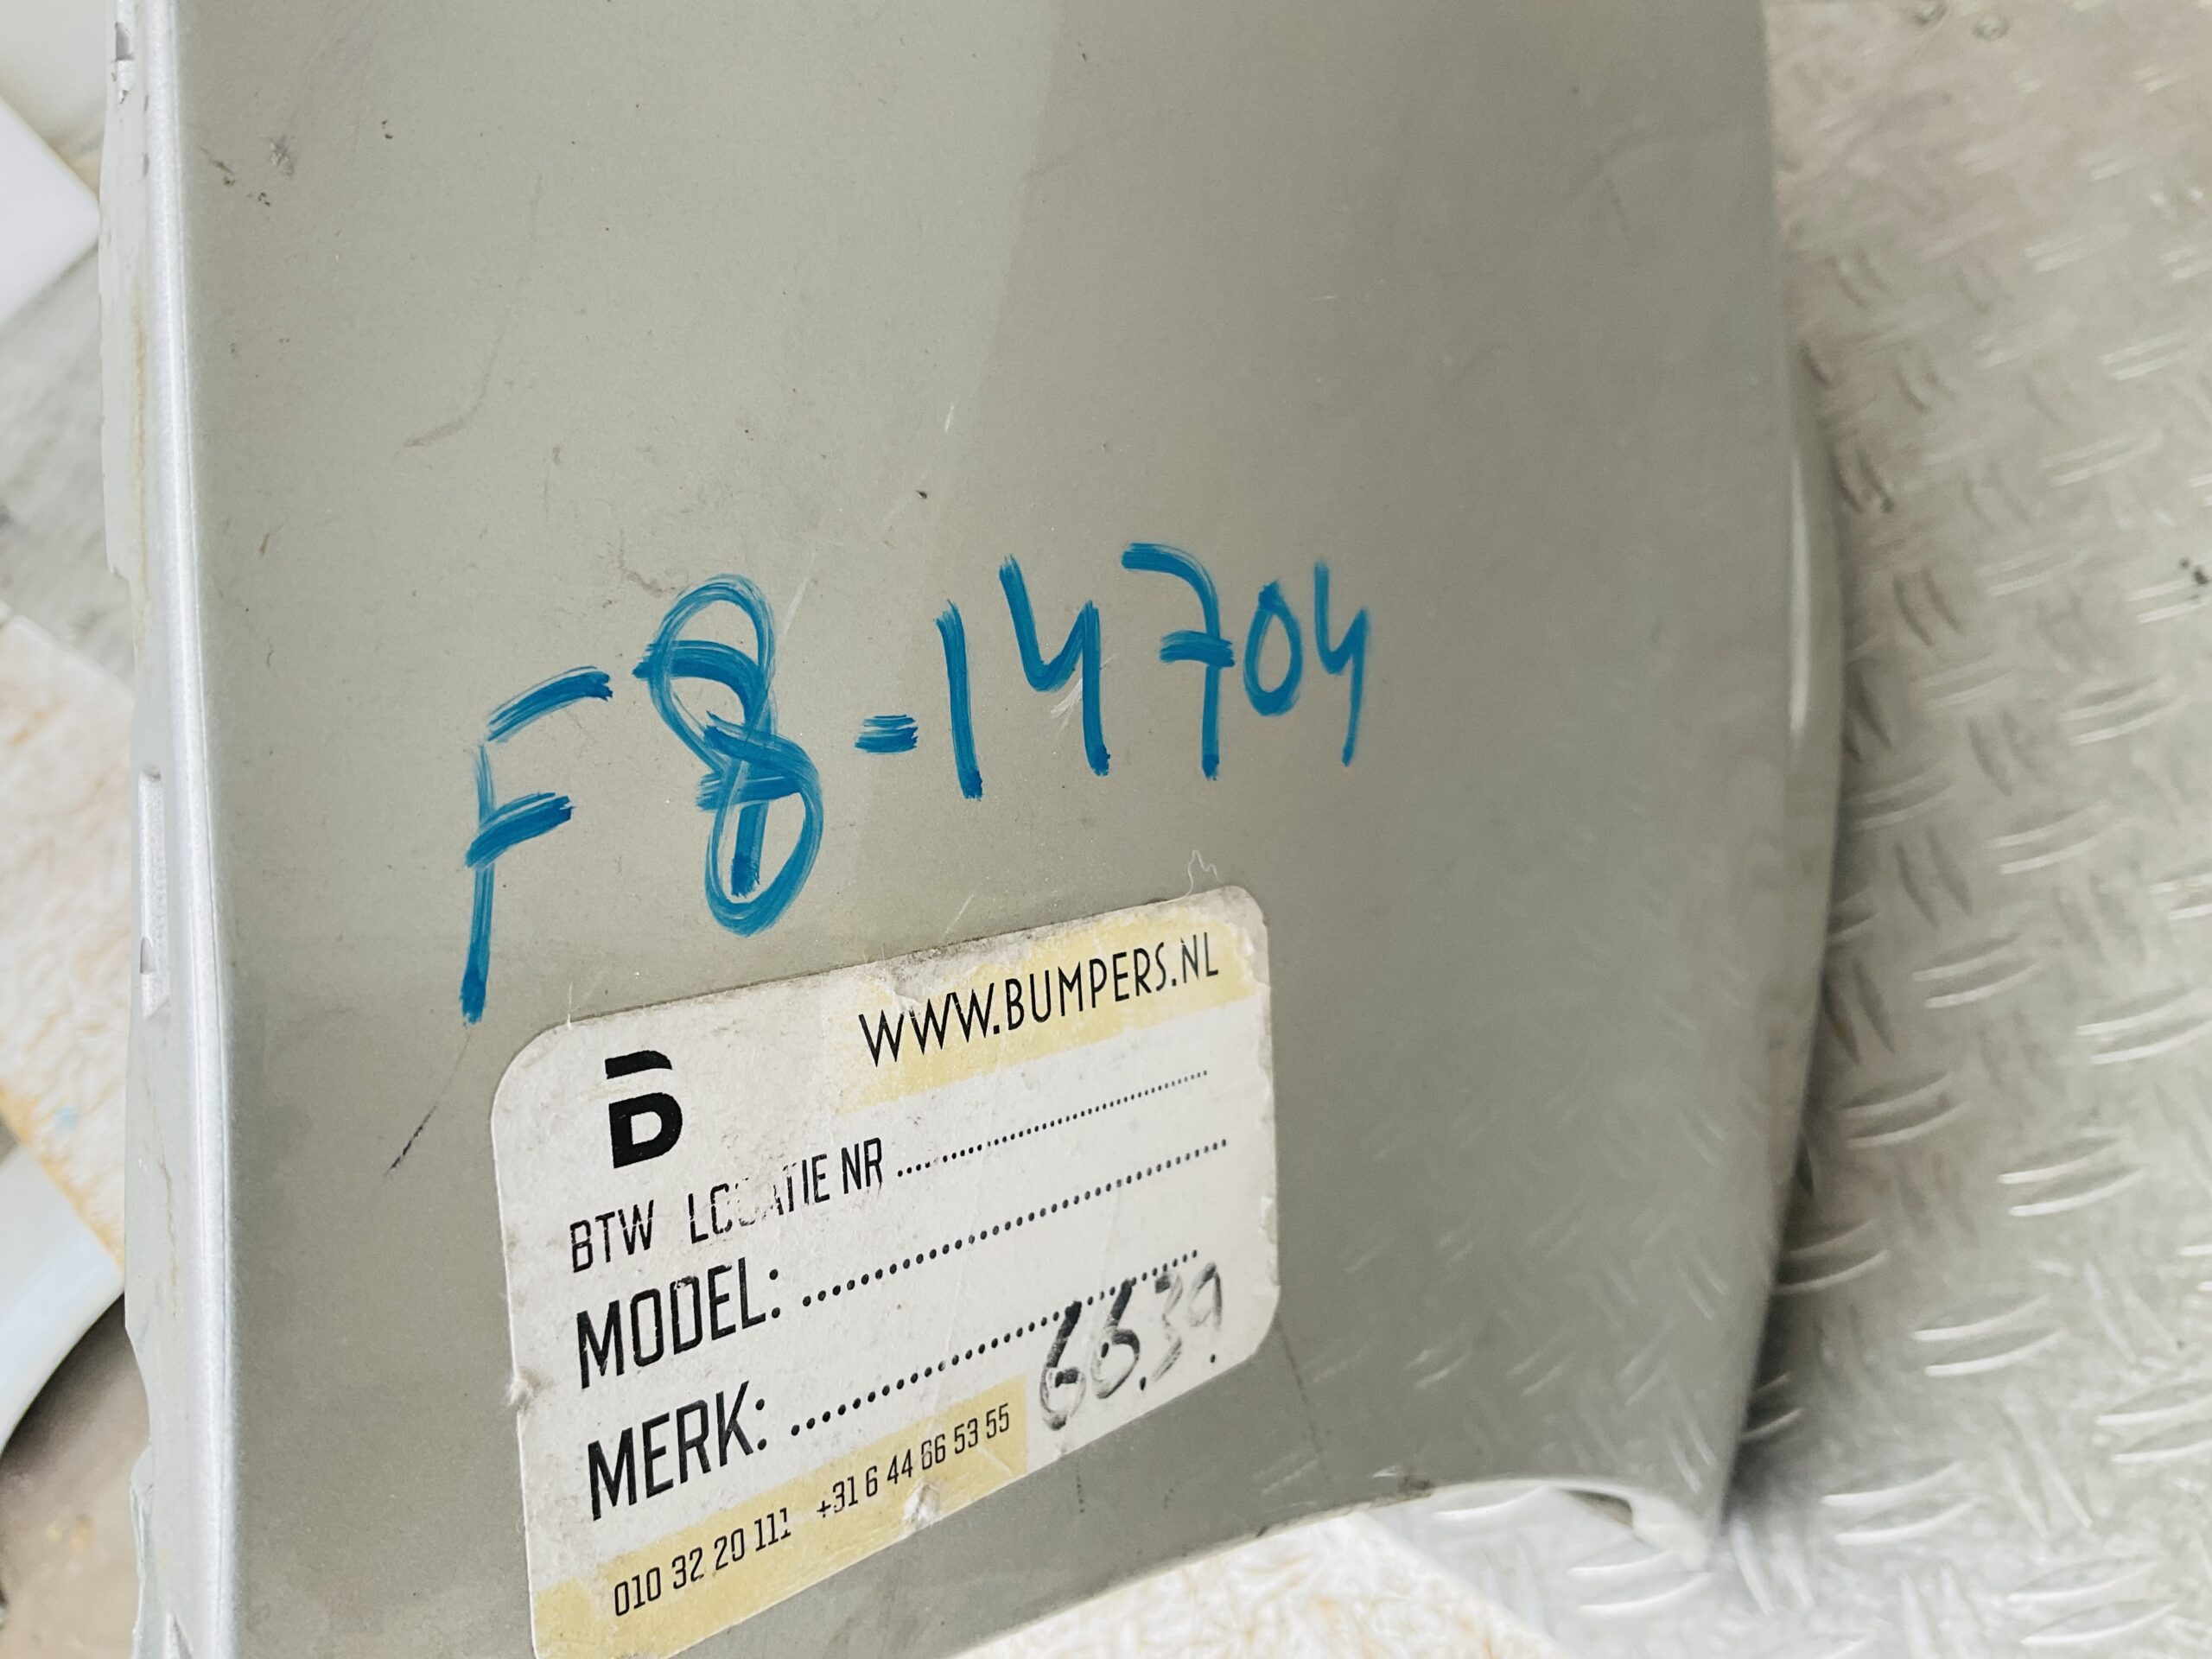 F8-14704
WWW.BUMPERS.NL
B
BTW LOCATIE NR ..........
MODEL: ..........
MERK: ..........
6639
010 32 20 111 +31 6 44 66 53 55